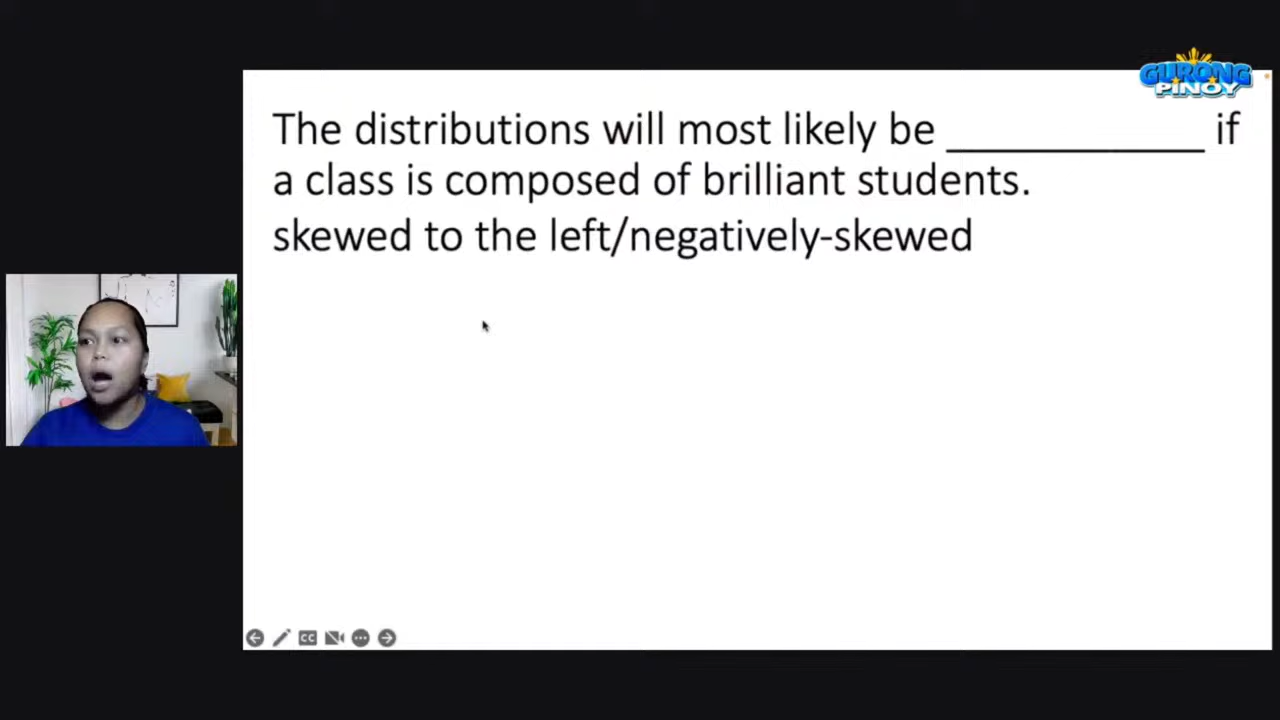 GURONG
PINOY
The distributions will most likely be _____________ if
a class is composed of brilliant students.
skewed to the left/negatively-skewed
CC